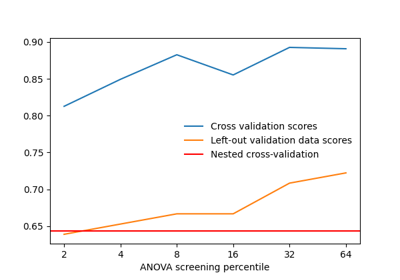 0.90
0.85
0.80
0.75
0.70
0.65
Cross validation scores
Left-out validation data scores
Nested cross-validation
2 4 8 16 32 64
ANOVA screening percentile